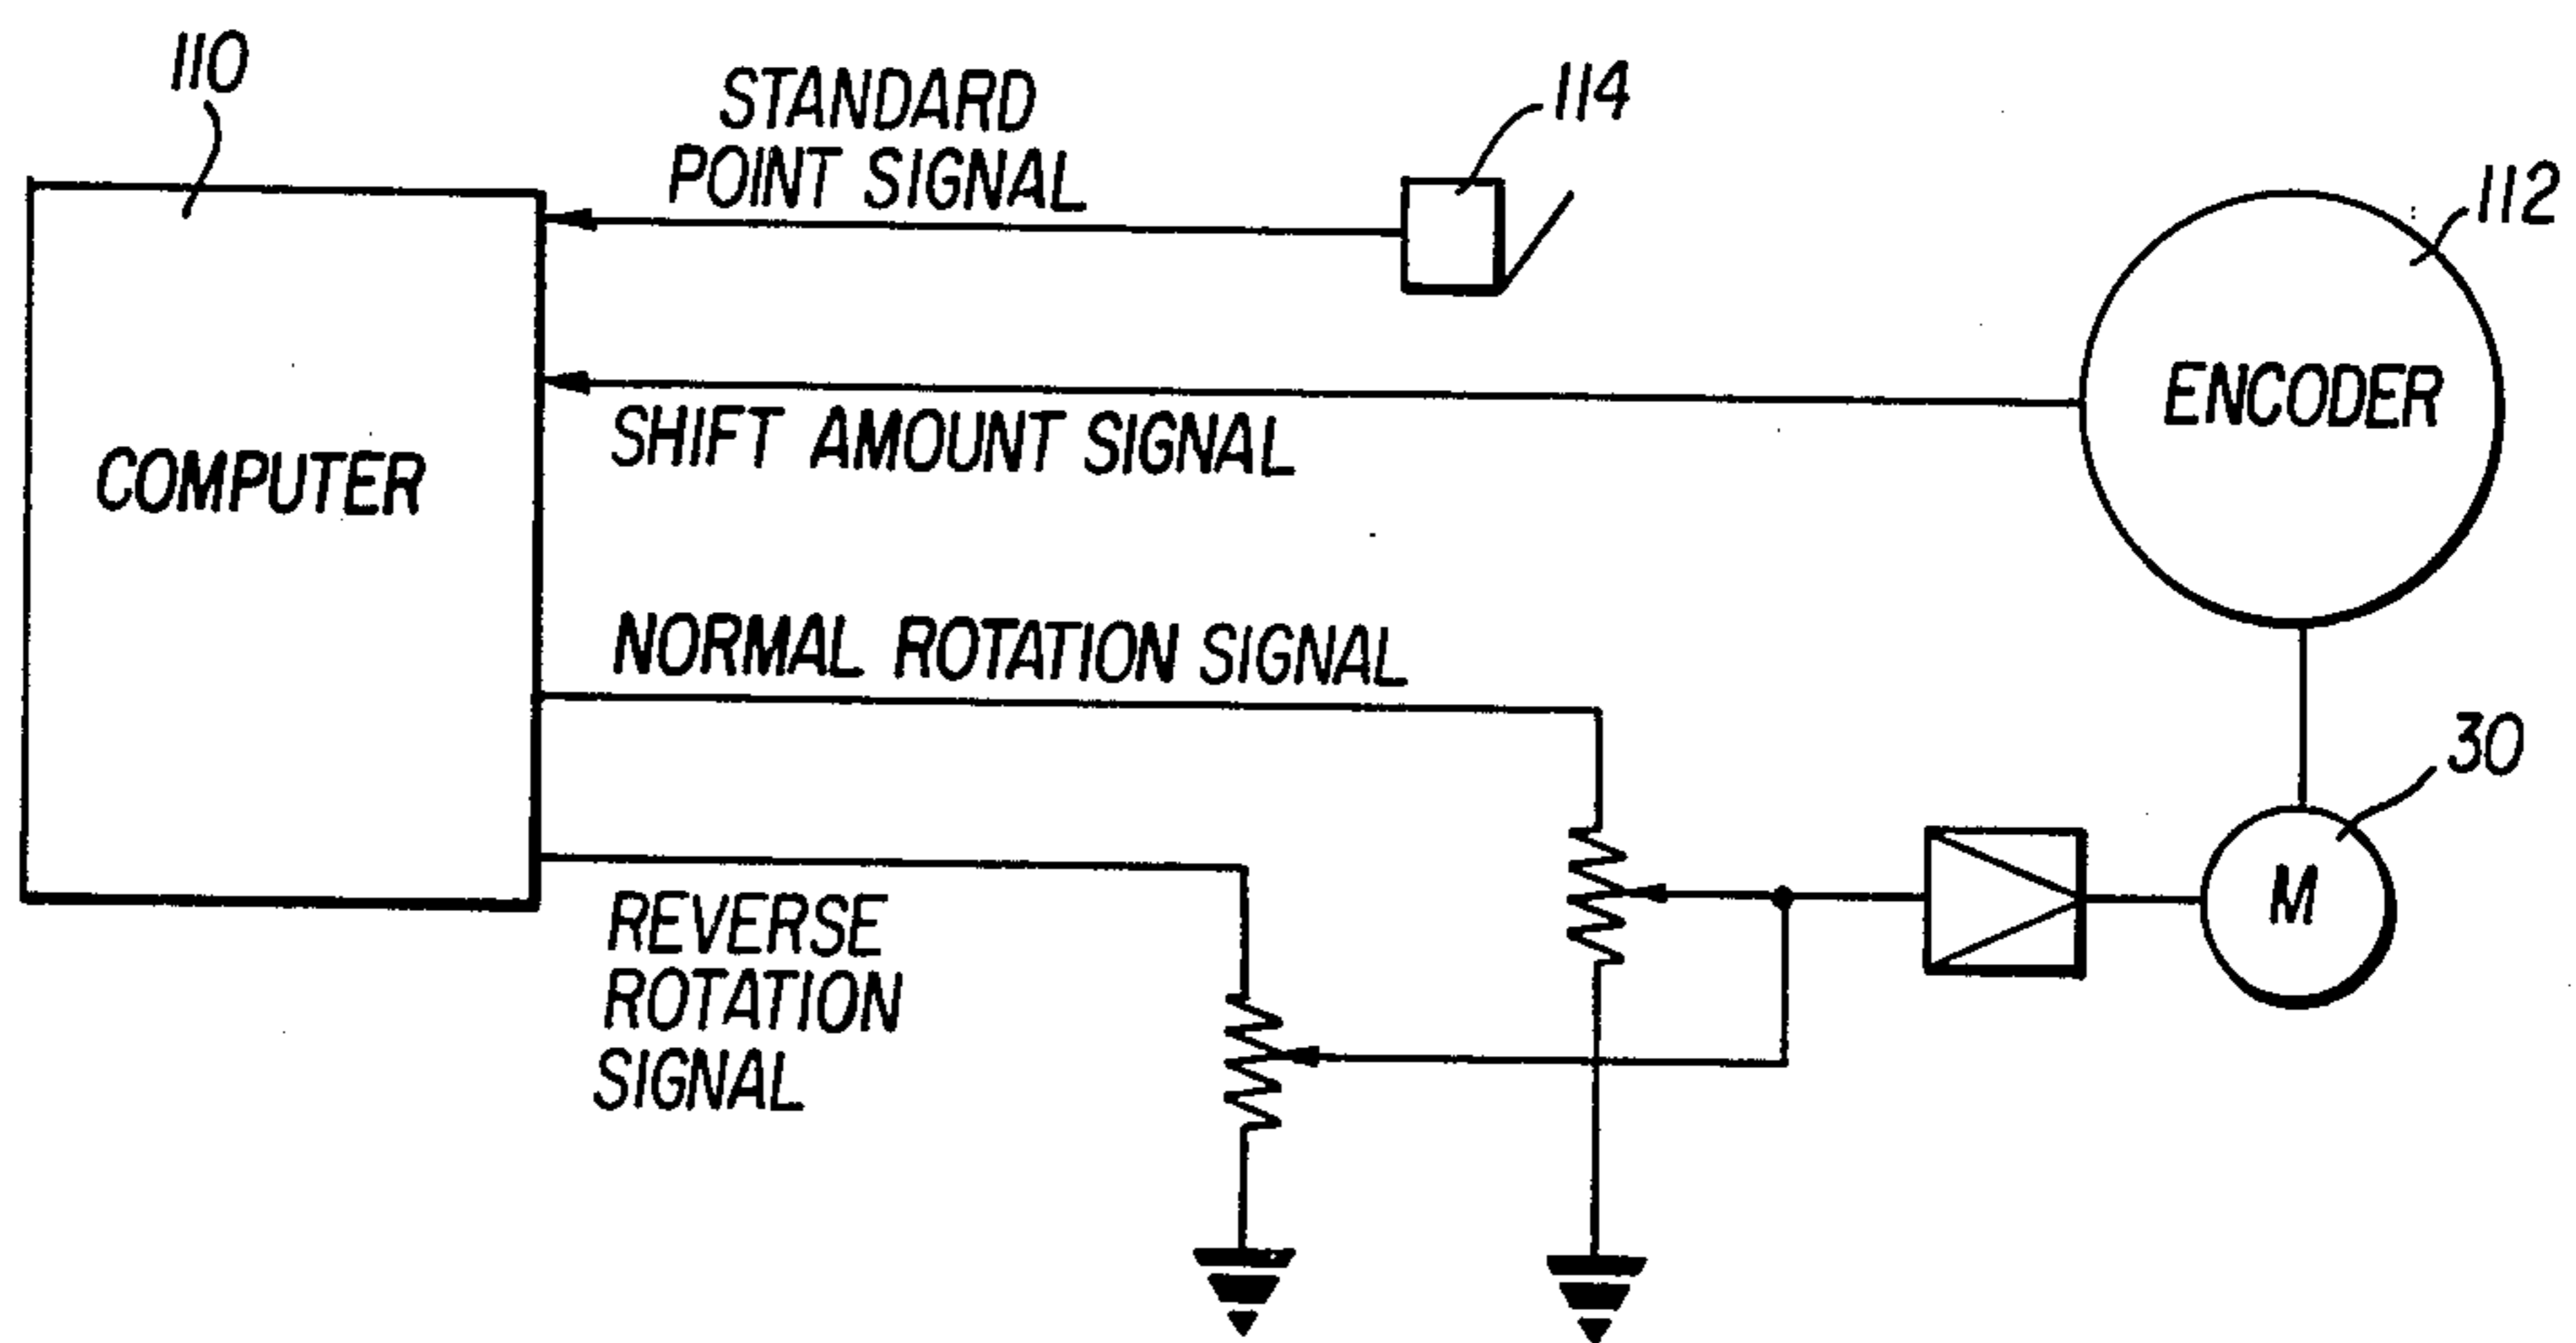 110
STANDARD
POINT SIGNAL
114
112
ENCODER
SHIFT AMOUNT SIGNAL
COMPUTER
NORMAL ROTATION SIGNAL
30
M
REVERSE
ROTATION
SIGNAL